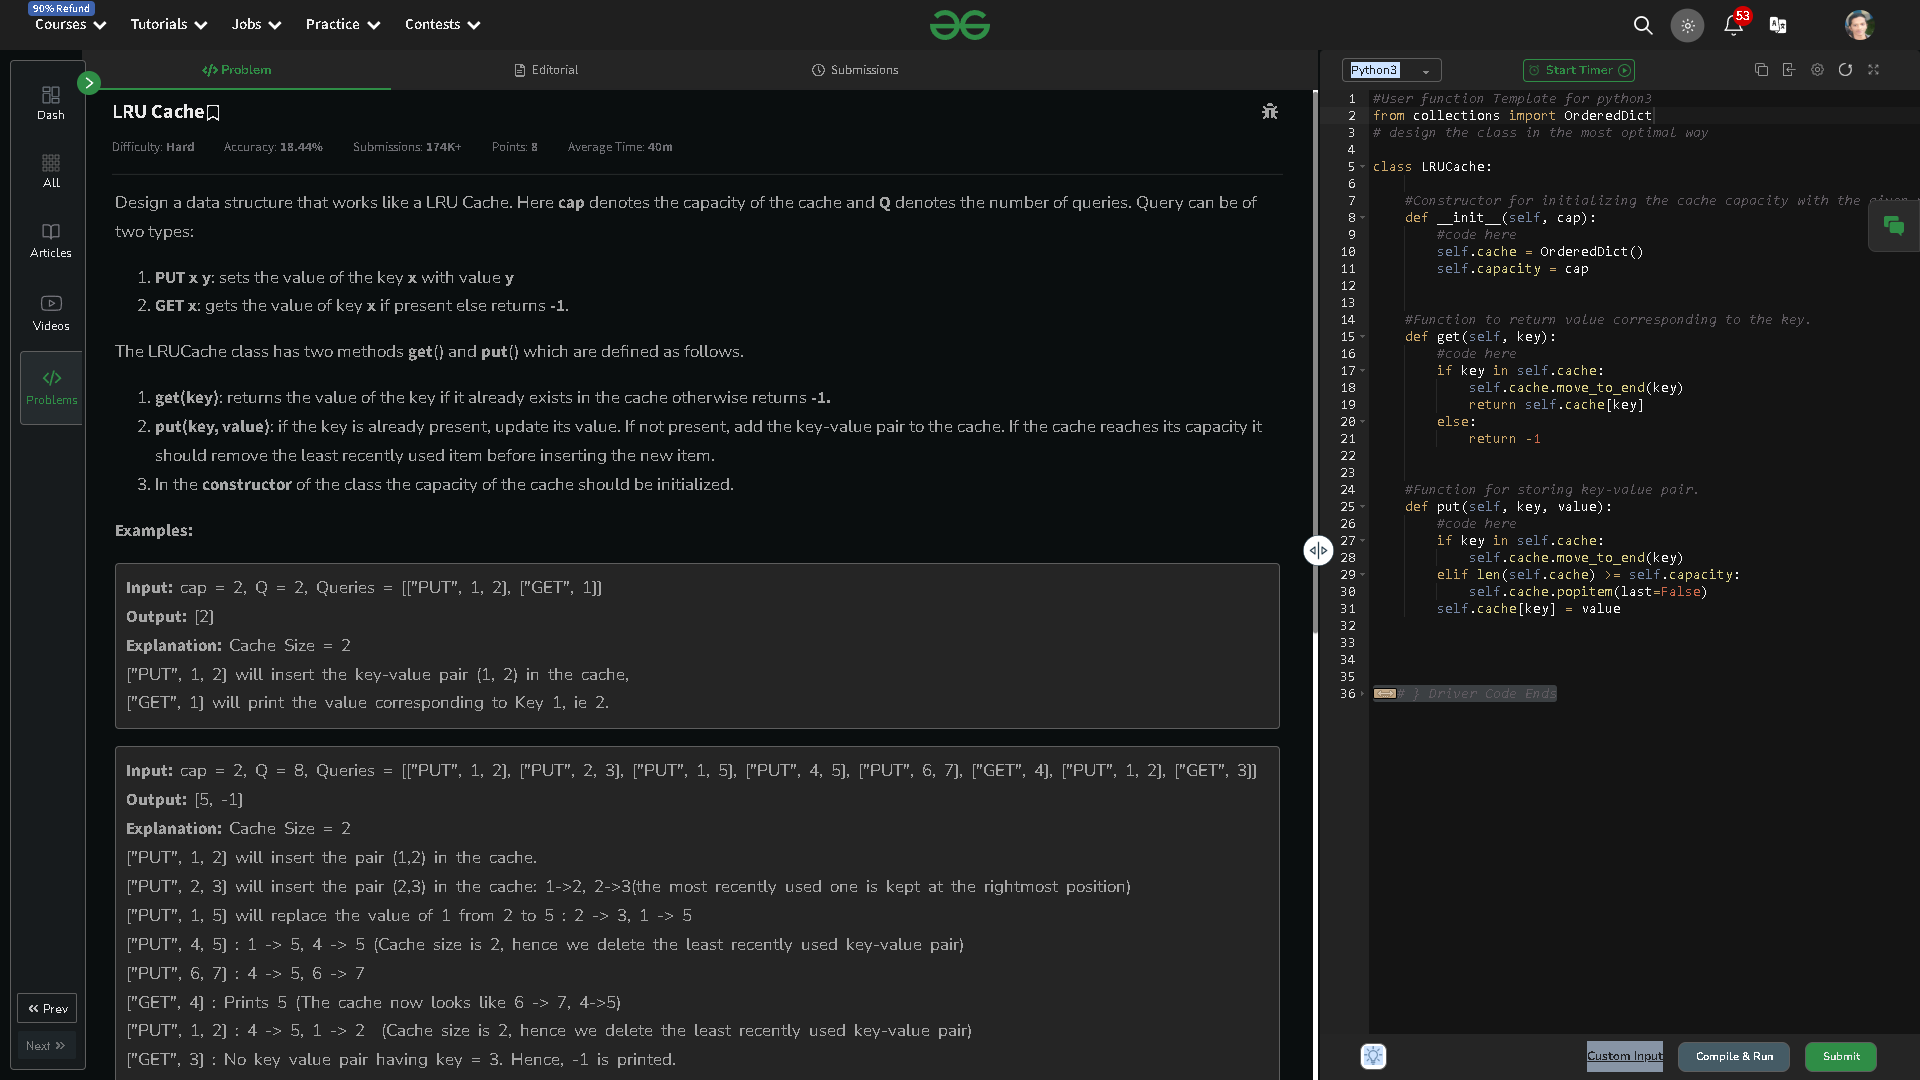 90% Refund
Courses Tutorials Jobs Practice Contests
53
Dash
All
Articles
Videos
Problems
Prev
Next
Problem Editorial Submissions
LRU Cache
Difficulty: Hard Accuracy: 18.44% Submissions: 174K+ Points: 8 Average Time: 40m
Design a data structure that works like a LRU Cache. Here cap denotes the capacity of the cache and Q denotes the number of queries. Query can be of
two types:
1. PUT x y: sets the value of the key x with value y
2. GET x: gets the value of key x if present else returns -1.
The LRUCache class has two methods get() and put() which are defined as follows.
1. get(key): returns the value of the key if it already exists in the cache otherwise returns -1.
2. put(key, value): if the key is already present, update its value. If not present, add the key-value pair to the cache. If the cache reaches its capacity it
should remove the least recently used item before inserting the new item.
3. In the constructor of the class the capacity of the cache should be initialized.
Examples:
Input: cap = 2, Q = 2, Queries = [["PUT", 1, 2], ["GET", 1]]
Output: [2]
Explanation: Cache Size = 2
["PUT", 1, 2] will insert the key-value pair (1, 2) in the cache,
["GET", 1] will print the value corresponding to Key 1, ie 2.
Input: cap = 2, Q = 8, Queries = [["PUT", 1, 2], ["PUT", 2, 3], ["PUT", 1, 5], ["PUT", 4, 5], ["PUT", 6, 7], ["GET", 4], ["PUT", 1, 2], ["GET", 3]]
Output: [5, -1]
Explanation: Cache Size = 2
["PUT", 1, 2] will insert the pair (1,2) in the cache.
["PUT", 2, 3] will insert the pair (2,3) in the cache: 1->2, 2->3(the most recently used one is kept at the rightmost position)
["PUT", 1, 5] will replace the value of 1 from 2 to 5 : 2 -> 3, 1 -> 5
["PUT", 4, 5] : 1 -> 5, 4 -> 5 (Cache size is 2, hence we delete the least recently used key-value pair)
["PUT", 6, 7] : 4 -> 5, 6 -> 7
["GET", 4] : Prints 5 (The cache now looks like 6 -> 7, 4->5)
["PUT", 1, 2] : 4 -> 5, 1 -> 2 (Cache size is 2, hence we delete the least recently used key-value pair)
["GET", 3] : No key value pair having key = 3. Hence, -1 is printed.
Python3 Start Timer
1 #User function Template for python3
2 from collections import OrderedDict
3 # design the class in the most optimal way
4
5 class LRUCache:
6
7 #Constructor for initializing the cache capacity with the given
8 def __init__(self, cap):
9 #code here
10 self.cache = OrderedDict()
11 self.capacity = cap
12
13
14 #Function to return value corresponding to the key.
15 def get(self, key):
16 #code here
17 if key in self.cache:
18 self.cache.move_to_end(key)
19 return self.cache[key]
20 else:
21 return -1
22
23
24 #Function for storing key-value pair.
25 def put(self, key, value):
26 #code here
27 if key in self.cache:
28 self.cache.move_to_end(key)
29 elif len(self.cache) >= self.capacity:
30 self.cache.popitem(last=False)
31 self.cache[key] = value
32
33
34
35
36 # } Driver Code Ends
Custom Input Compile & Run Submit